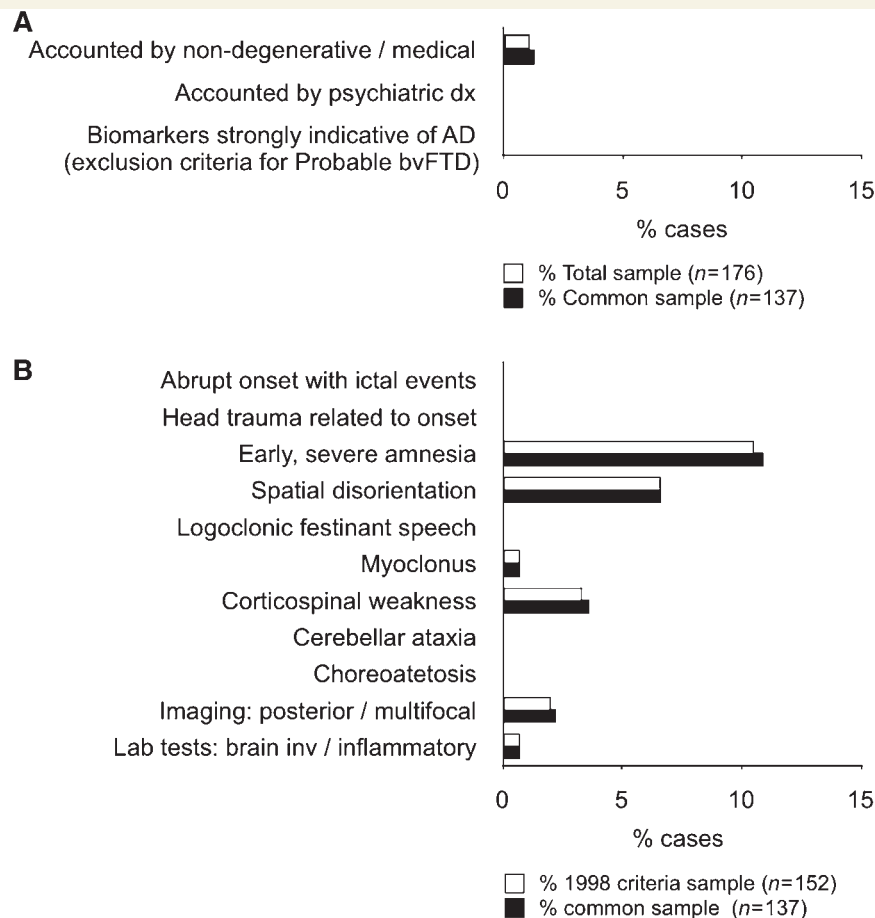 A
Accounted by non-degenerative / medical
Accounted by psychiatric dx
Biomarkers strongly indicative of AD
(exclusion criteria for Probable bvFTD)
0 5 10 15
% cases
% Total sample (n=176)
% Common sample (n=137)
B
Abrupt onset with ictal events
Head trauma related to onset
Early, severe amnesia
Spatial disorientation
Logoclonic festinant speech
Myoclonus
Corticospinal weakness
Cerebellar ataxia
Choreoatetosis
Imaging: posterior / multifocal
Lab tests: brain inv / inflammatory
0 5 10 15
% cases
% 1998 criteria sample (n=152)
% common sample (n=137)